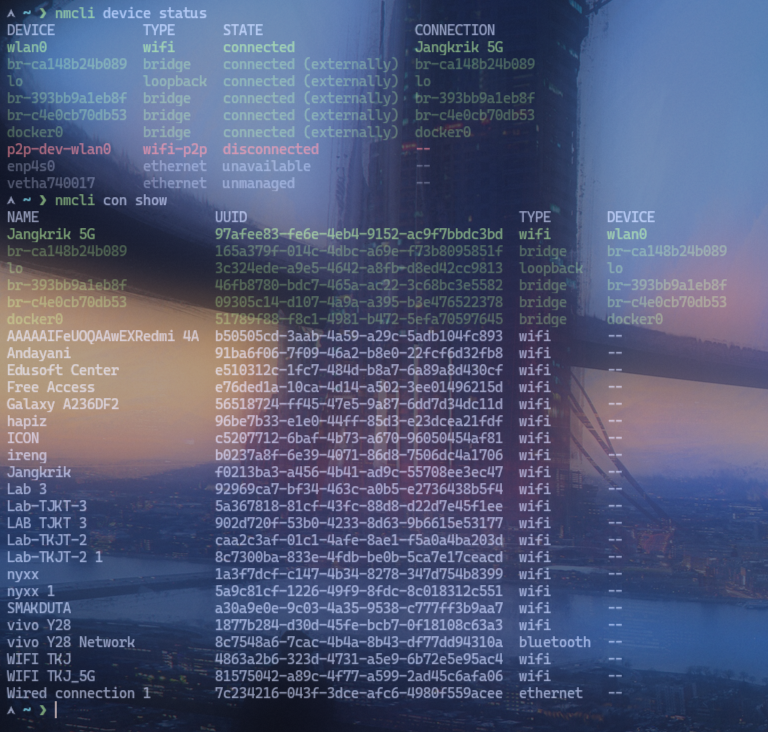 ⋏ ~ ❯ nmcli device status
DEVICE TYPE STATE CONNECTION
wlan0 wifi connected Jangkrik 5G
br-ca148b24b089 bridge connected (externally) br-ca148b24b089
lo loopback connected (externally) lo
br-393bb9a1eb8f bridge connected (externally) br-393bb9a1eb8f
br-c4e0cb70db53 bridge connected (externally) br-c4e0cb70db53
docker0 bridge connected (externally) docker0
p2p-dev-wlan0 wifi-p2p disconnected --
enp4s0 ethernet unavailable --
vetha740017 ethernet unmanaged --
⋏ ~ ❯ nmcli con show
NAME UUID TYPE DEVICE
Jangkrik 5G 97afee83-fe6e-4eb4-9152-ac9f7bbdc3bd wifi wlan0
br-ca148b24b089 165a379f-014c-4dbc-a69e-f73b8095851f bridge br-ca148b24b089
lo 3c324ede-a9e5-4642-a8fb-d8ed42cc9813 loopback lo
br-393bb9a1eb8f 46fb8780-bdc7-465a-ac22-3c68bc3e5582 bridge br-393bb9a1eb8f
br-c4e0cb70db53 09305c14-d107-4a9a-a395-b3e476522378 bridge br-c4e0cb70db53
docker0 51789f88-f8c1-4981-b472-5efa70597645 bridge docker0
AAAAAIFeUOQAAwEXRedmi 4A b50505cd-3aab-4a59-a29c-5adb104fc893 wifi --
Andayani 91ba6f06-7f09-46a2-b8e0-22fcf6d32fb8 wifi --
Edusoft Center e510312c-1fc7-484d-b8a7-6a89a8d430cf wifi --
Free Access e76ded1a-10ca-4d14-a502-3ee01496215d wifi --
Galaxy A236DF2 56518724-ff45-47e5-9a87-6dd7d34dc11d wifi --
hapiz 96be7b33-e1e0-44ff-85d3-e23dcea21fdf wifi --
ICON c5207712-6baf-4b73-a670-96050454af81 wifi --
ireng b0237a8f-6e39-4071-86d8-7506dc4a1706 wifi --
Jangkrik f0213ba3-a456-4b41-ad9c-55708ee3ec47 wifi --
Lab 3 92969ca7-bf34-463c-a0b5-e2736438b5f4 wifi --
Lab-TJKT-3 5a367818-81cf-43fc-88d8-d22d7e45f1ee wifi --
LAB TJKT 3 902d720f-53b0-4233-8d63-9b6615e53177 wifi --
Lab-TKJT-2 caa2c3af-01c1-4afe-8ae1-f5a0a4ba203d wifi --
Lab-TKJT-2 1 8c7300ba-833e-4fdb-be0b-5ca7e17ceacd wifi --
nyxx 1a3f7dcf-c147-4b34-8278-347d754b8399 wifi --
nyxx 1 5a9c81cf-1226-49f9-8fdc-8c018312c551 wifi --
SMAKDUTA a30a9e0e-9c03-4a35-9538-c777ff3b9aa7 wifi --
vivo Y28 1877b284-d30d-45fe-bcb7-0f18108c63a3 wifi --
vivo Y28 Network 8c7548a6-7cac-4b4a-8b43-df77dd94310a bluetooth --
WIFI TKJ 4863a2b6-323d-4731-a5e9-6b72e5e95ac4 wifi --
WIFI TKJ_5G 81575042-a89c-4f77-a599-2ad45c6afa06 wifi --
Wired connection 1 7c234216-043f-3dce-afc6-4980f559acee ethernet --
⋏ ~ ❯